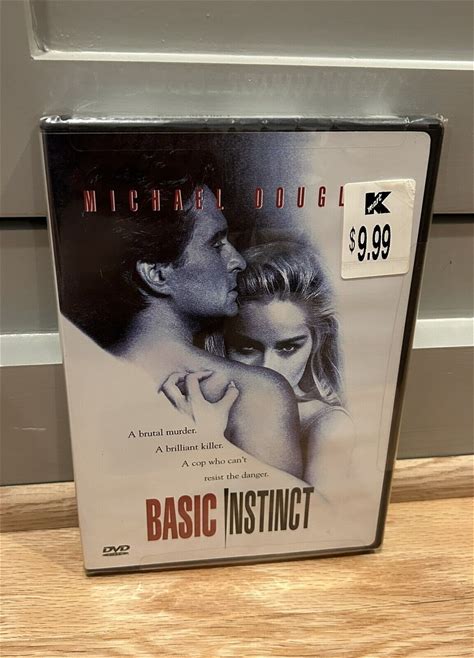 MICHAEL DOUGL
K
$9.99
A brutal murder.
A brilliant killer.
A cop who can't
resist the danger.
BASIC INSTINCT
DVD